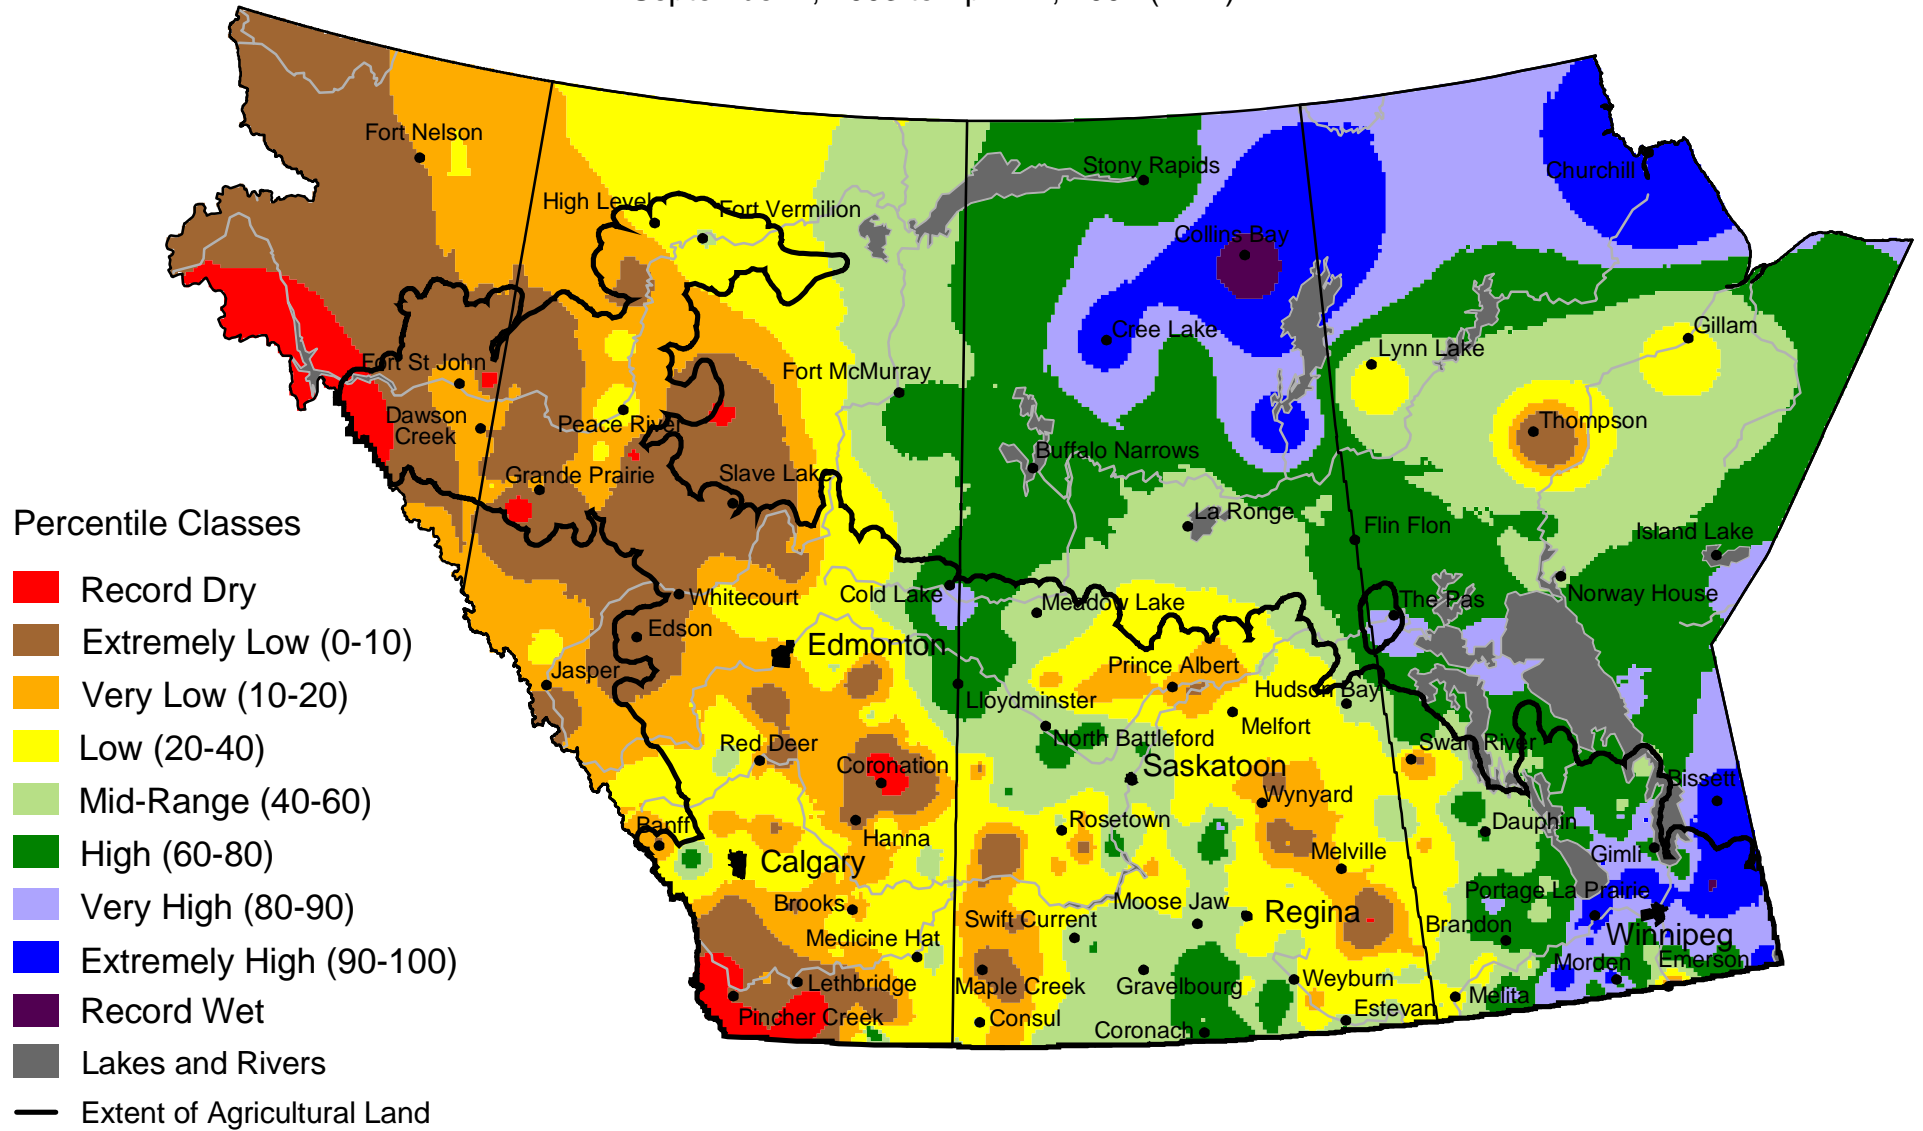 Fort Nelson
High Level
Fort Vermilion
Stony Rapids
Churchill
Collins Bay
Cree Lake
Gillam
Lynn Lake
Fort St John
Fort McMurray
Dawson
Creek
Peace River
Thompson
Buffalo Narrows
Grande Prairie
Slave Lake
La Ronge
Flin Flon
Island Lake
Whitecourt
Cold Lake
Meadow Lake
The Pas
Norway House
Edson
Edmonton
Jasper
Prince Albert
Hudson Bay
Lloydminster
Melfort
Red Deer
North Battleford
Swan River
Coronation
Saskatoon
Bissett
Wynyard
Banff
Hanna
Rosetown
Dauphin
Calgary
Melville
Gimli
Brooks
Swift Current
Moose Jaw
Regina
Portage La Prairie
Brandon
Medicine Hat
Winnipeg
Lethbridge
Maple Creek
Gravelbourg
Weyburn
Morden
Emerson
Pincher Creek
Consul
Coronach
Estevan
Melita
Percentile Classes
Record Dry
Extremely Low (0-10)
Very Low (10-20)
Low (20-40)
Mid-Range (40-60)
High (60-80)
Very High (80-90)
Extremely High (90-100)
Record Wet
Lakes and Rivers
Extent of Agricultural Land